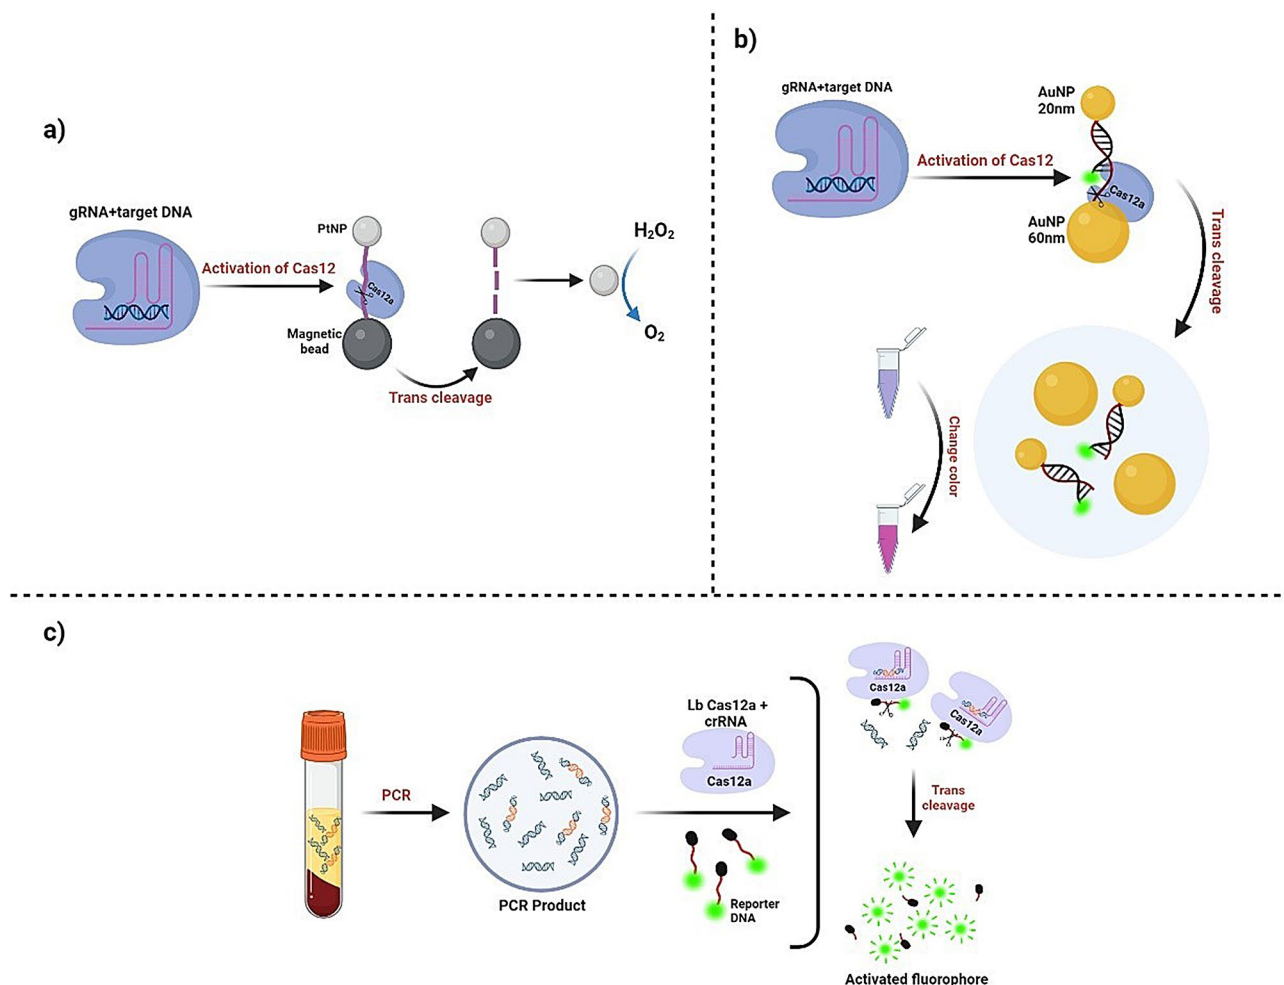 a)
gRNA+target DNA
Activation of Cas12
PtNP
Cas12a
Magnetic
bead
Trans cleavage
H₂O₂
O₂
b)
gRNA+target DNA
Activation of Cas12
AuNP
20nm
Cas12a
AuNP
60nm
Trans cleavage
Change color
c)
PCR
PCR Product
Lb Cas12a +
crRNA
Cas12a
Reporter
DNA
Cas12a
Cas12a
Trans
cleavage
Activated fluorophore